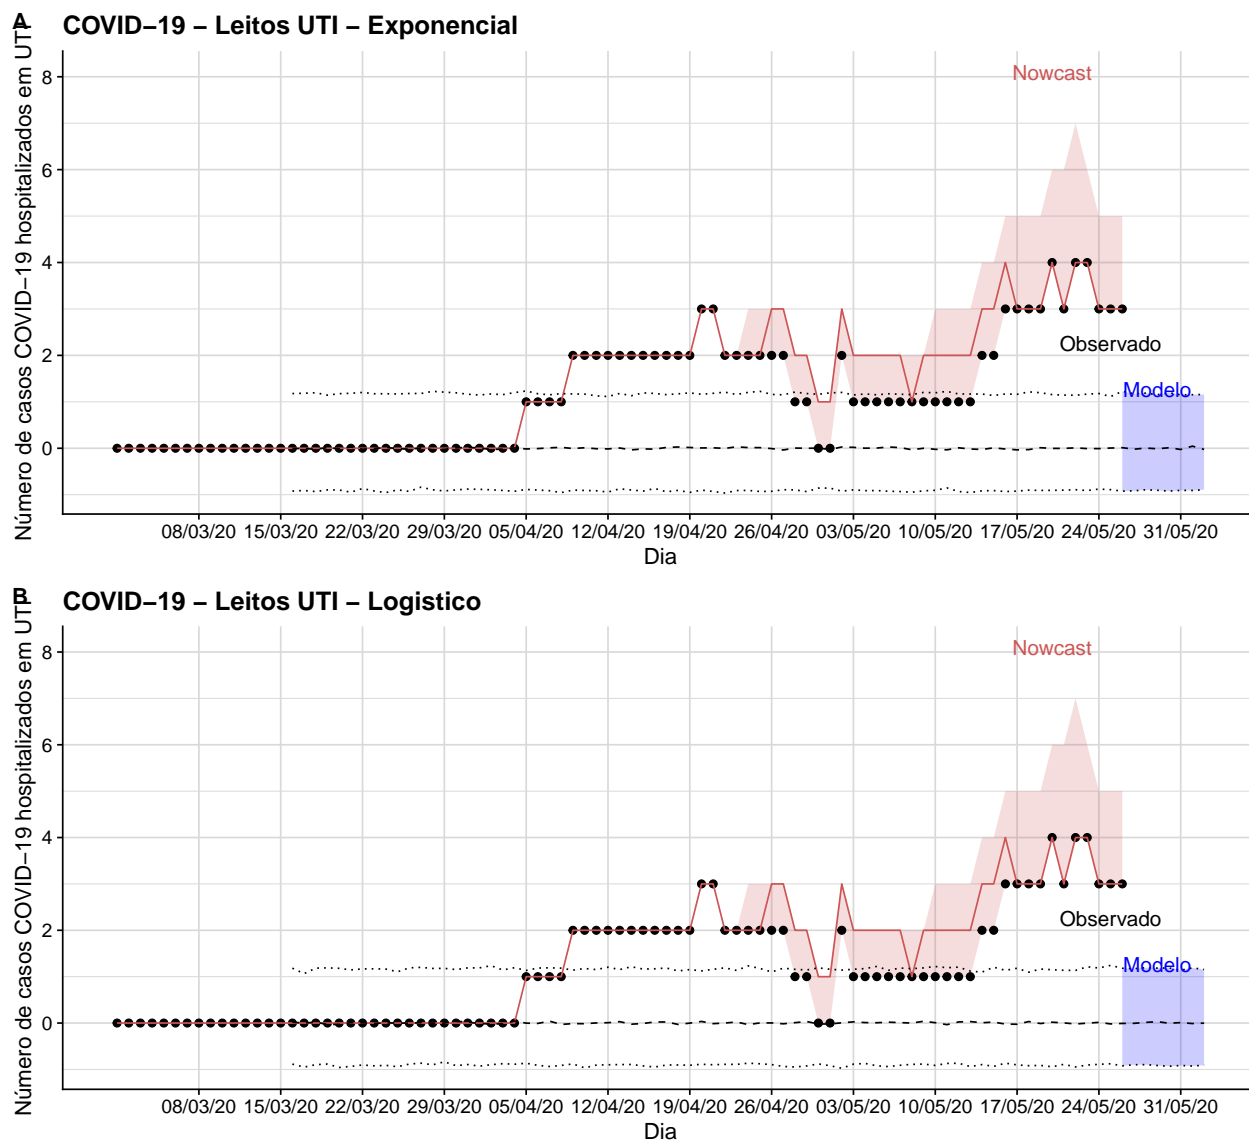 A
COVID−19 − Leitos UTI − Exponencial
Número de casos COVID−19 hospitalizados em UTI
8
6
4
2
0
Nowcast
Observado
Modelo
08/03/20 15/03/20 22/03/20 29/03/20 05/04/20 12/04/20 19/04/20 26/04/20 03/05/20 10/05/20 17/05/20 24/05/20 31/05/20
Dia
B
COVID−19 − Leitos UTI − Logistico
Número de casos COVID−19 hospitalizados em UTI
8
6
4
2
0
Nowcast
Observado
Modelo
08/03/20 15/03/20 22/03/20 29/03/20 05/04/20 12/04/20 19/04/20 26/04/20 03/05/20 10/05/20 17/05/20 24/05/20 31/05/20
Dia